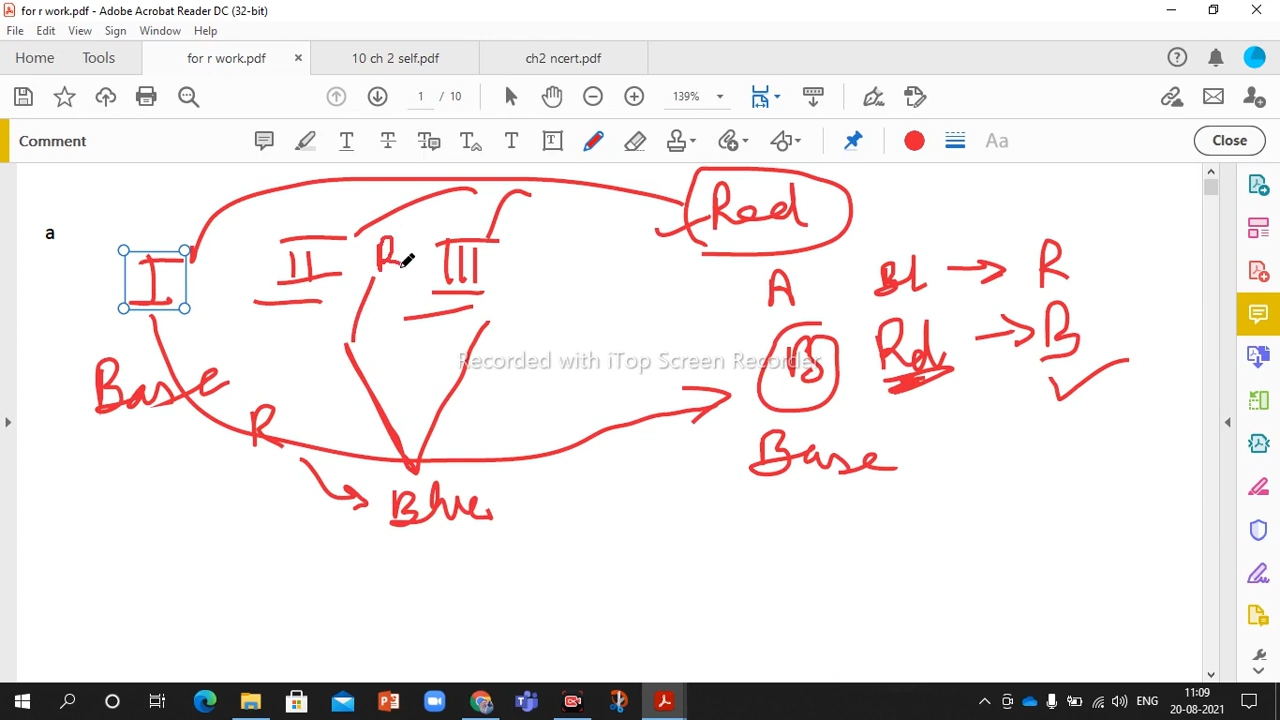 for r work.pdf - Adobe Acrobat Reader DC (32-bit)
File Edit View Sign Window Help
Home Tools for r work.pdf × 10 ch 2 self.pdf ch2 ncert.pdf
1 / 10 139%
Comment Aa Close
Red
a
I II R III
A Bl → R
B Rd → B
Recorded with iTop Screen Recorder
Base
R
Base
Blue
ENG 11:09
20-08-2021